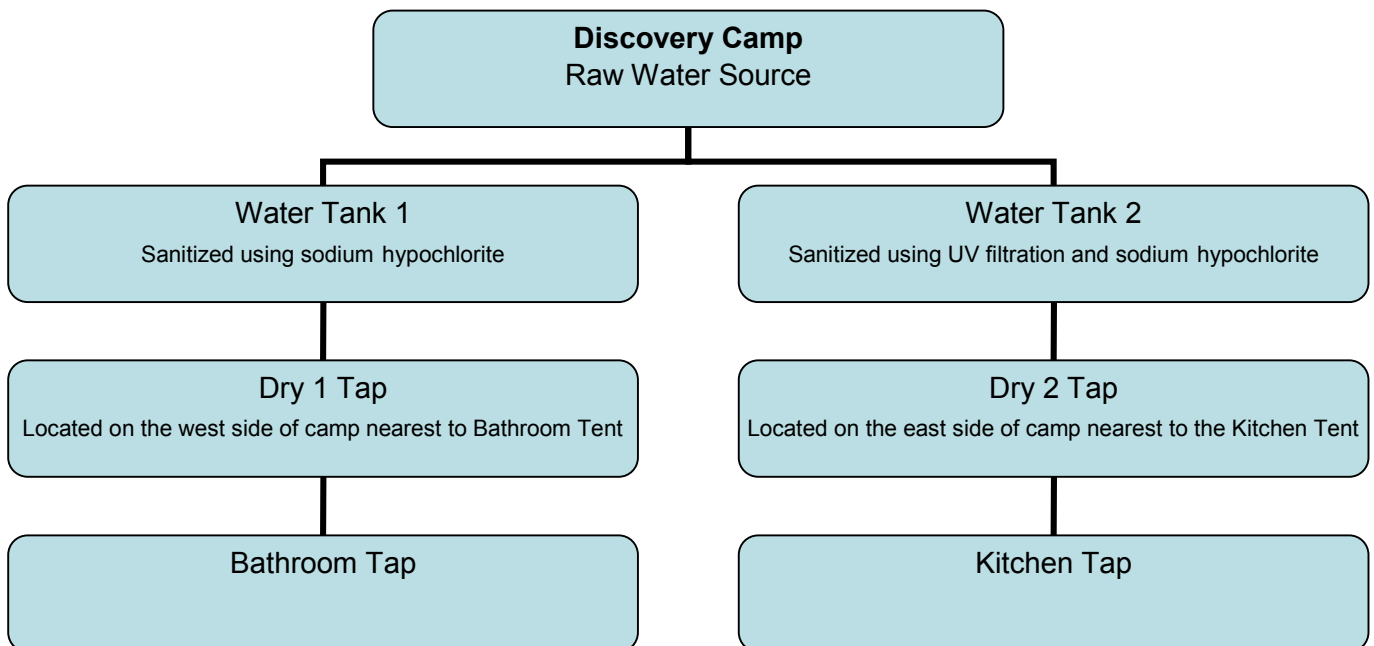 Discovery Camp
Raw Water Source
Water Tank 1
Sanitized using sodium hypochlorite
Water Tank 2
Sanitized using UV filtration and sodium hypochlorite
Dry 1 Tap
Located on the west side of camp nearest to Bathroom Tent
Dry 2 Tap
Located on the east side of camp nearest to the Kitchen Tent
Bathroom Tap
Kitchen Tap